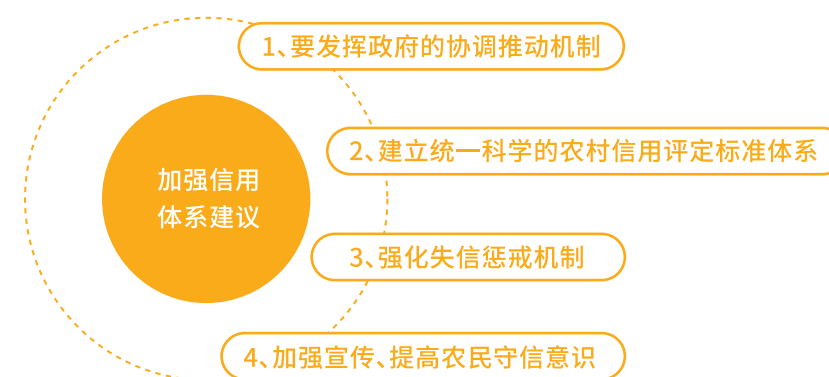 加强信用
体系建议
1、要发挥政府的协调推动机制
2、建立统一科学的农村信用评定标准体系
3、强化失信惩戒机制
4、加强宣传、提高农民守信意识